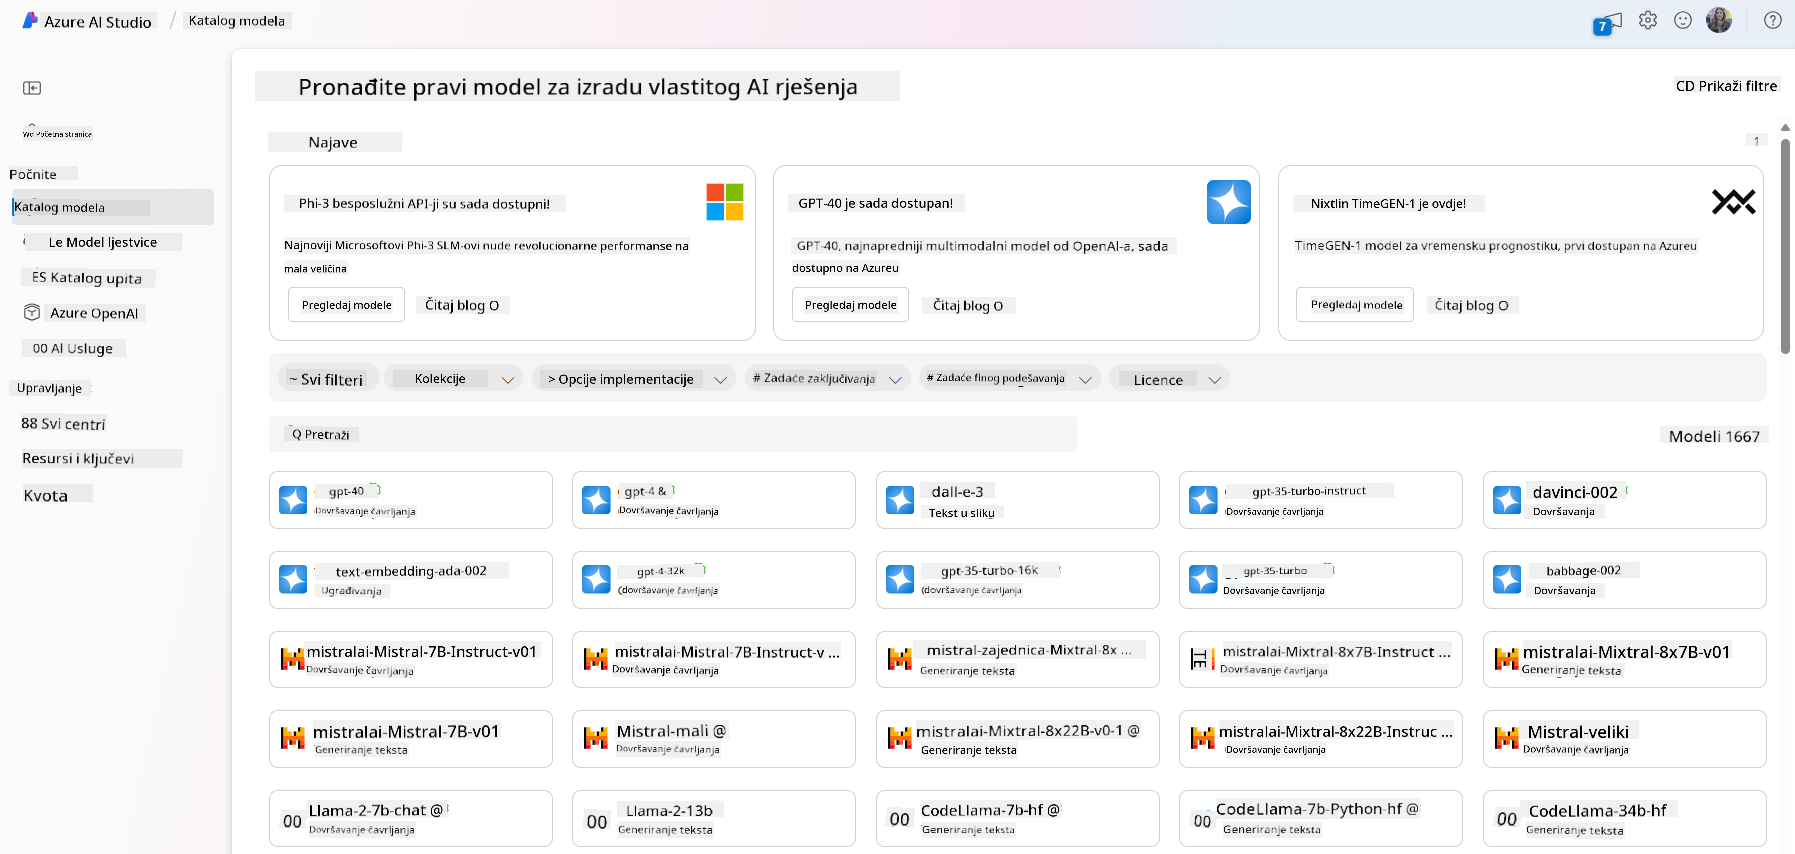 Azure AI Studio / Katalog modela
7
Pronađite pravi model za izradu vlastitog AI rješenja
CD Prikaži filtre
Početna stranica
Počnite
Katalog modela
Le Model ljestvice
ES Katalog upita
Azure OpenAI
00 AI Usluge
Upravljanje
88 Svi centri
Resursi i ključevi
Kvota
Najave
1
Phi-3 besposlužni API-ji su sada dostupni!
Najnoviji Microsoftovi Phi-3 SLM-ovi nude revolucionarne performanse na
mala veličina
Pregledaj modele
Čitaj blog O
GPT-40 je sada dostupan!
GPT-40, najnapredniji multimodalni model od OpenAI-a, sada
dostupno na Azureu
Pregledaj modele
Čitaj blog O
Nixtlin TimeGEN-1 je ovdje!
TimeGEN-1 model za vremensku prognostiku, prvi dostupan na Azureu
Pregledaj modele
Čitaj blog O
~ Svi filteri
Kolekcije
> Opcije implementacije
# Zadaće zaključivanja
# Zadaće finog podešavanja
Licence
Q Pretraži
Modeli 1667
gpt-40
Dovršavanje čavrljanja
gpt-4 &
Dovršavanje čavrljanja
dall-e-3
Tekst u sliku
gpt-35-turbo-instruct
Dovršavanje čavrljanja
davinci-002
Dovršavanja
text-embedding-ada-002
Ugrađivanja
gpt-4-32k
(dovršavanje čavrljanja
gpt-35-turbo-16k
(dovršavanje čavrljanja
gpt-35-turbo
Dovršavanje čavrljanja
babbage-002
Dovršavanja
mistralai-Mistral-7B-Instruct-v01
Dovršavanje čavrljanja
mistralai-Mistral-7B-Instruct-v ...
Dovršavanje čavrljanja
mistral-zajednica-Mixtral-8x ...
Generiranje teksta
mistralai-Mixtral-8x7B-Instruct ...
Dovršavanje čavrljanja
mistralai-Mixtral-8x7B-v01
Generiranje teksta
mistralai-Mistral-7B-v01
Generiranje teksta
Mistral-mali @
Dovršavanje čavrljanja
mistralai-Mixtral-8x22B-v0-1 @
Generiranje teksta
mistralai-Mixtral-8x22B-Instruc ...
Dovršavanje čavrljanja
Mistral-veliki
Dovršavanje čavrljanja
00 Llama-2-7b-chat @
Dovršavanje čavrljanja
00 Llama-2-13b
Generiranje teksta
00 CodeLlama-7b-hf @
Generiranje teksta
00 CodeLlama-7b-Python-hf @
Generiranje teksta
00 CodeLlama-34b-hf
Generiranje teksta